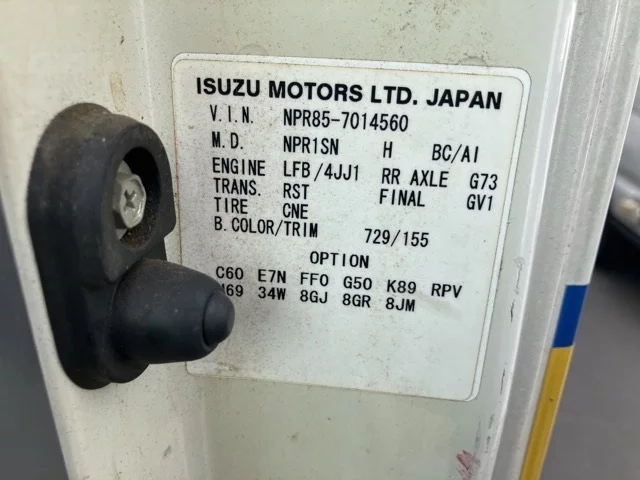 ISUZU MOTORS LTD. JAPAN
V.I.N. NPR85-7014560
M.D. NPR1SN H BC/AI
ENGINE LFB/4JJ1 RR AXLE G73
TRANS. RST FINAL GV1
TIRE CNE
B.COLOR/TRIM 729/155
OPTION
C60 E7N FF0 G50 K89 RPV
34W 8GJ 8GR 8JM